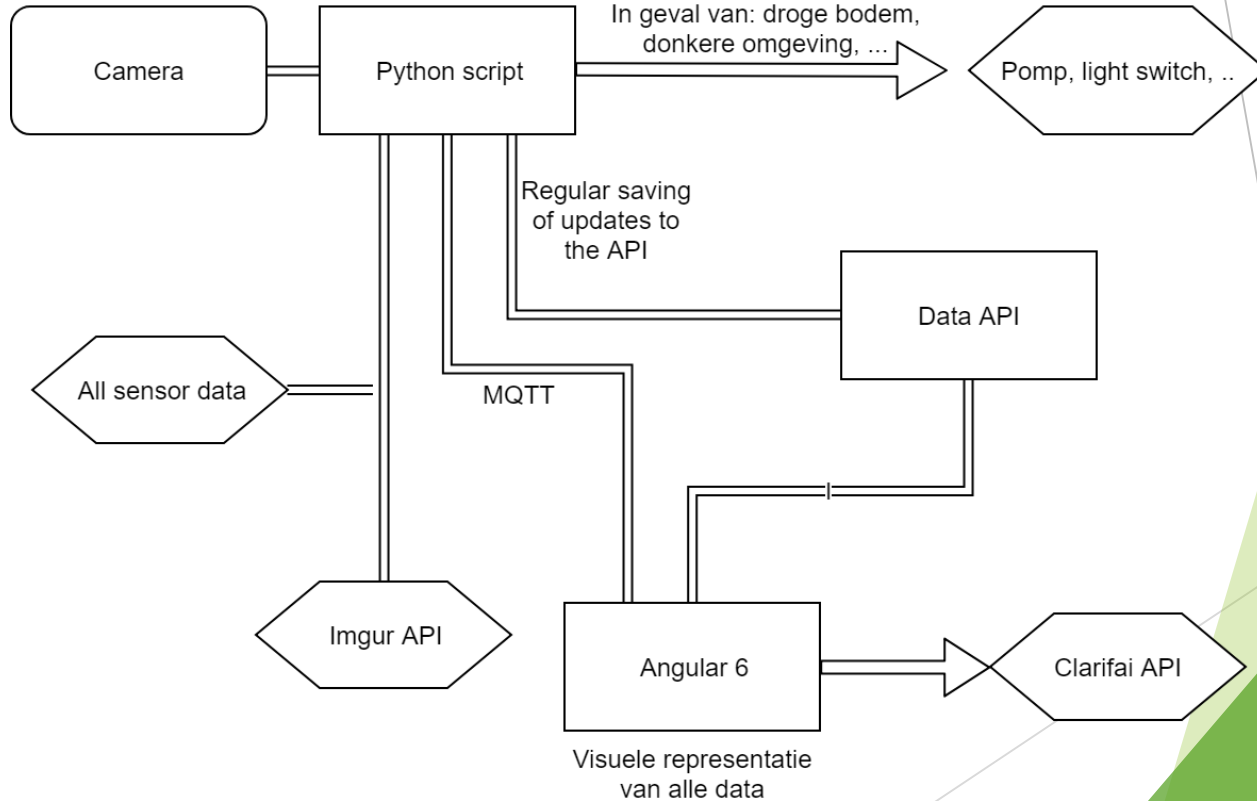 In geval van: droge bodem,
donkere omgeving, ...
Camera
Python script
Pomp, light switch, ..
Regular saving
of updates to
the API
Data API
All sensor data
MQTT
Imgur API
Angular 6
Clarifai API
Visuele representatie
van alle data